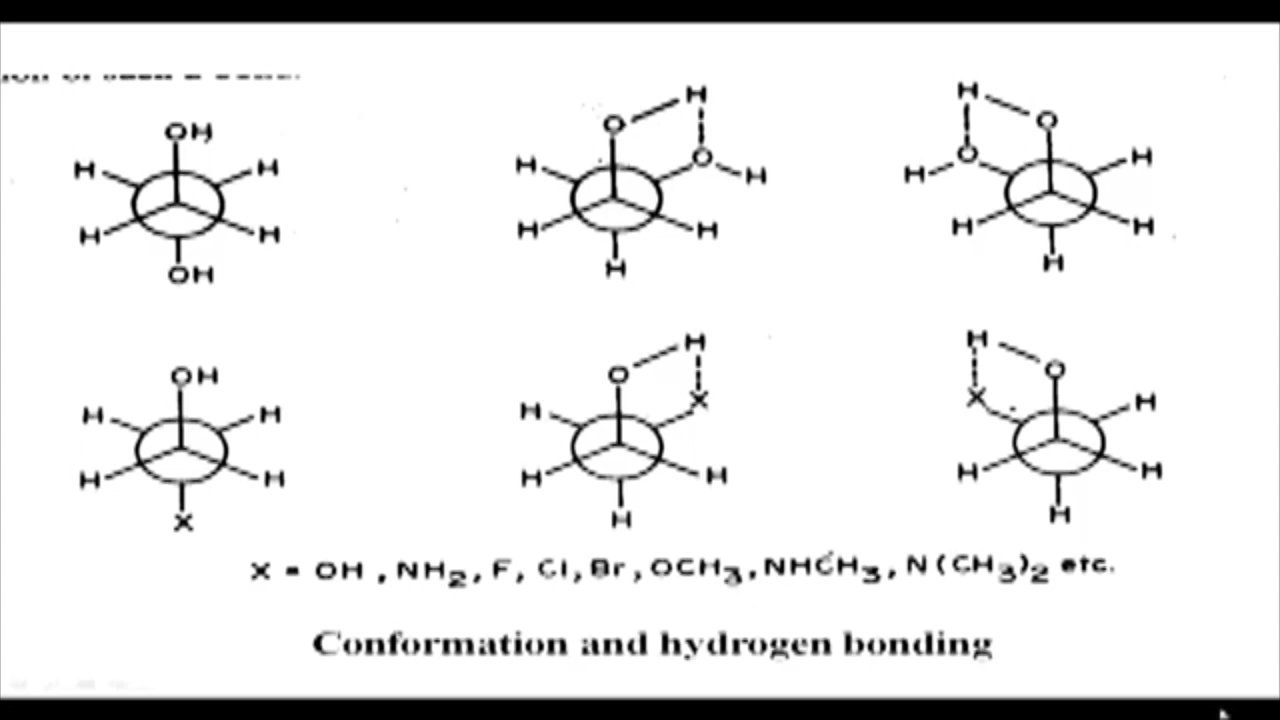 OH H O H H O
H H H O H H O H
H H H H H H
OH H H
OH H O H H O
H H H X X H
H H H H H H
X H H
X = OH , NH2 , F , Cl , Br , OCH3 , NHCH3 , N(CH3)2 etc.
Conformation and hydrogen bonding